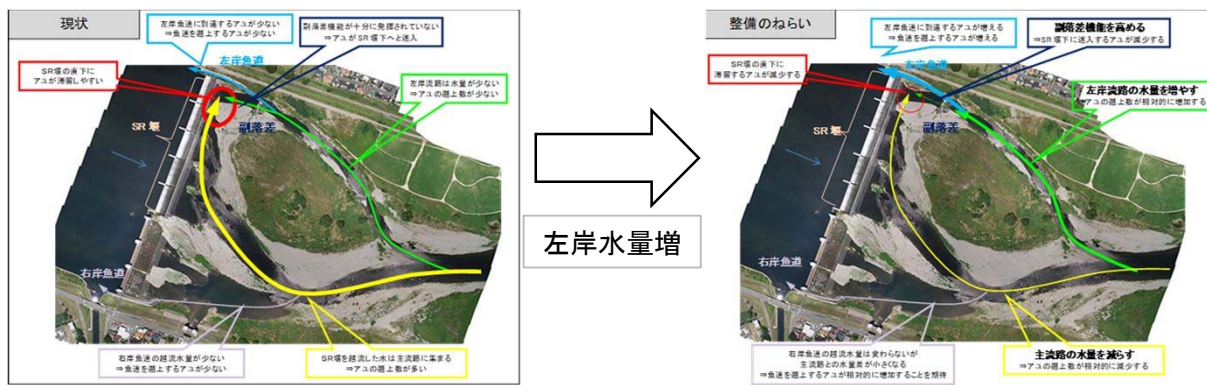 現状
左岸魚道に到達するアユが少ない
⇒魚道を遡上するアユが少ない
副落差機能が十分に発揮されていない
⇒アユがSR堰下へと迷入
左岸魚道
SR堰の直下に
アユが滞留しやすい
左岸流路は水量が少ない
⇒アユの遡上数が少ない
SR堰
副落差
右岸魚道
右岸魚道の越流水量が少ない
⇒魚道を遡上するアユが少ない
SR堰を越流した水は主流路に集まる
⇒アユの遡上数が多い
左岸水量増
整備のねらい
左岸魚道に到達するアユが増える
⇒魚道を遡上するアユが増える
副落差機能を高める
⇒SR堰下に迷入するアユが減少する
左岸魚道
SR堰の直下に
滞留するアユが減少する
左岸流路の水量を増やす
⇒アユの遡上数が相対的に増加する
SR堰
副落差
右岸魚道
右岸魚道の越流水量は変わらないが
主流路との水量差が小さくなる
⇒魚道を遡上するアユが相対的に増加することを期待
主流路の水量を減らす
⇒アユの遡上数が相対的に減少する